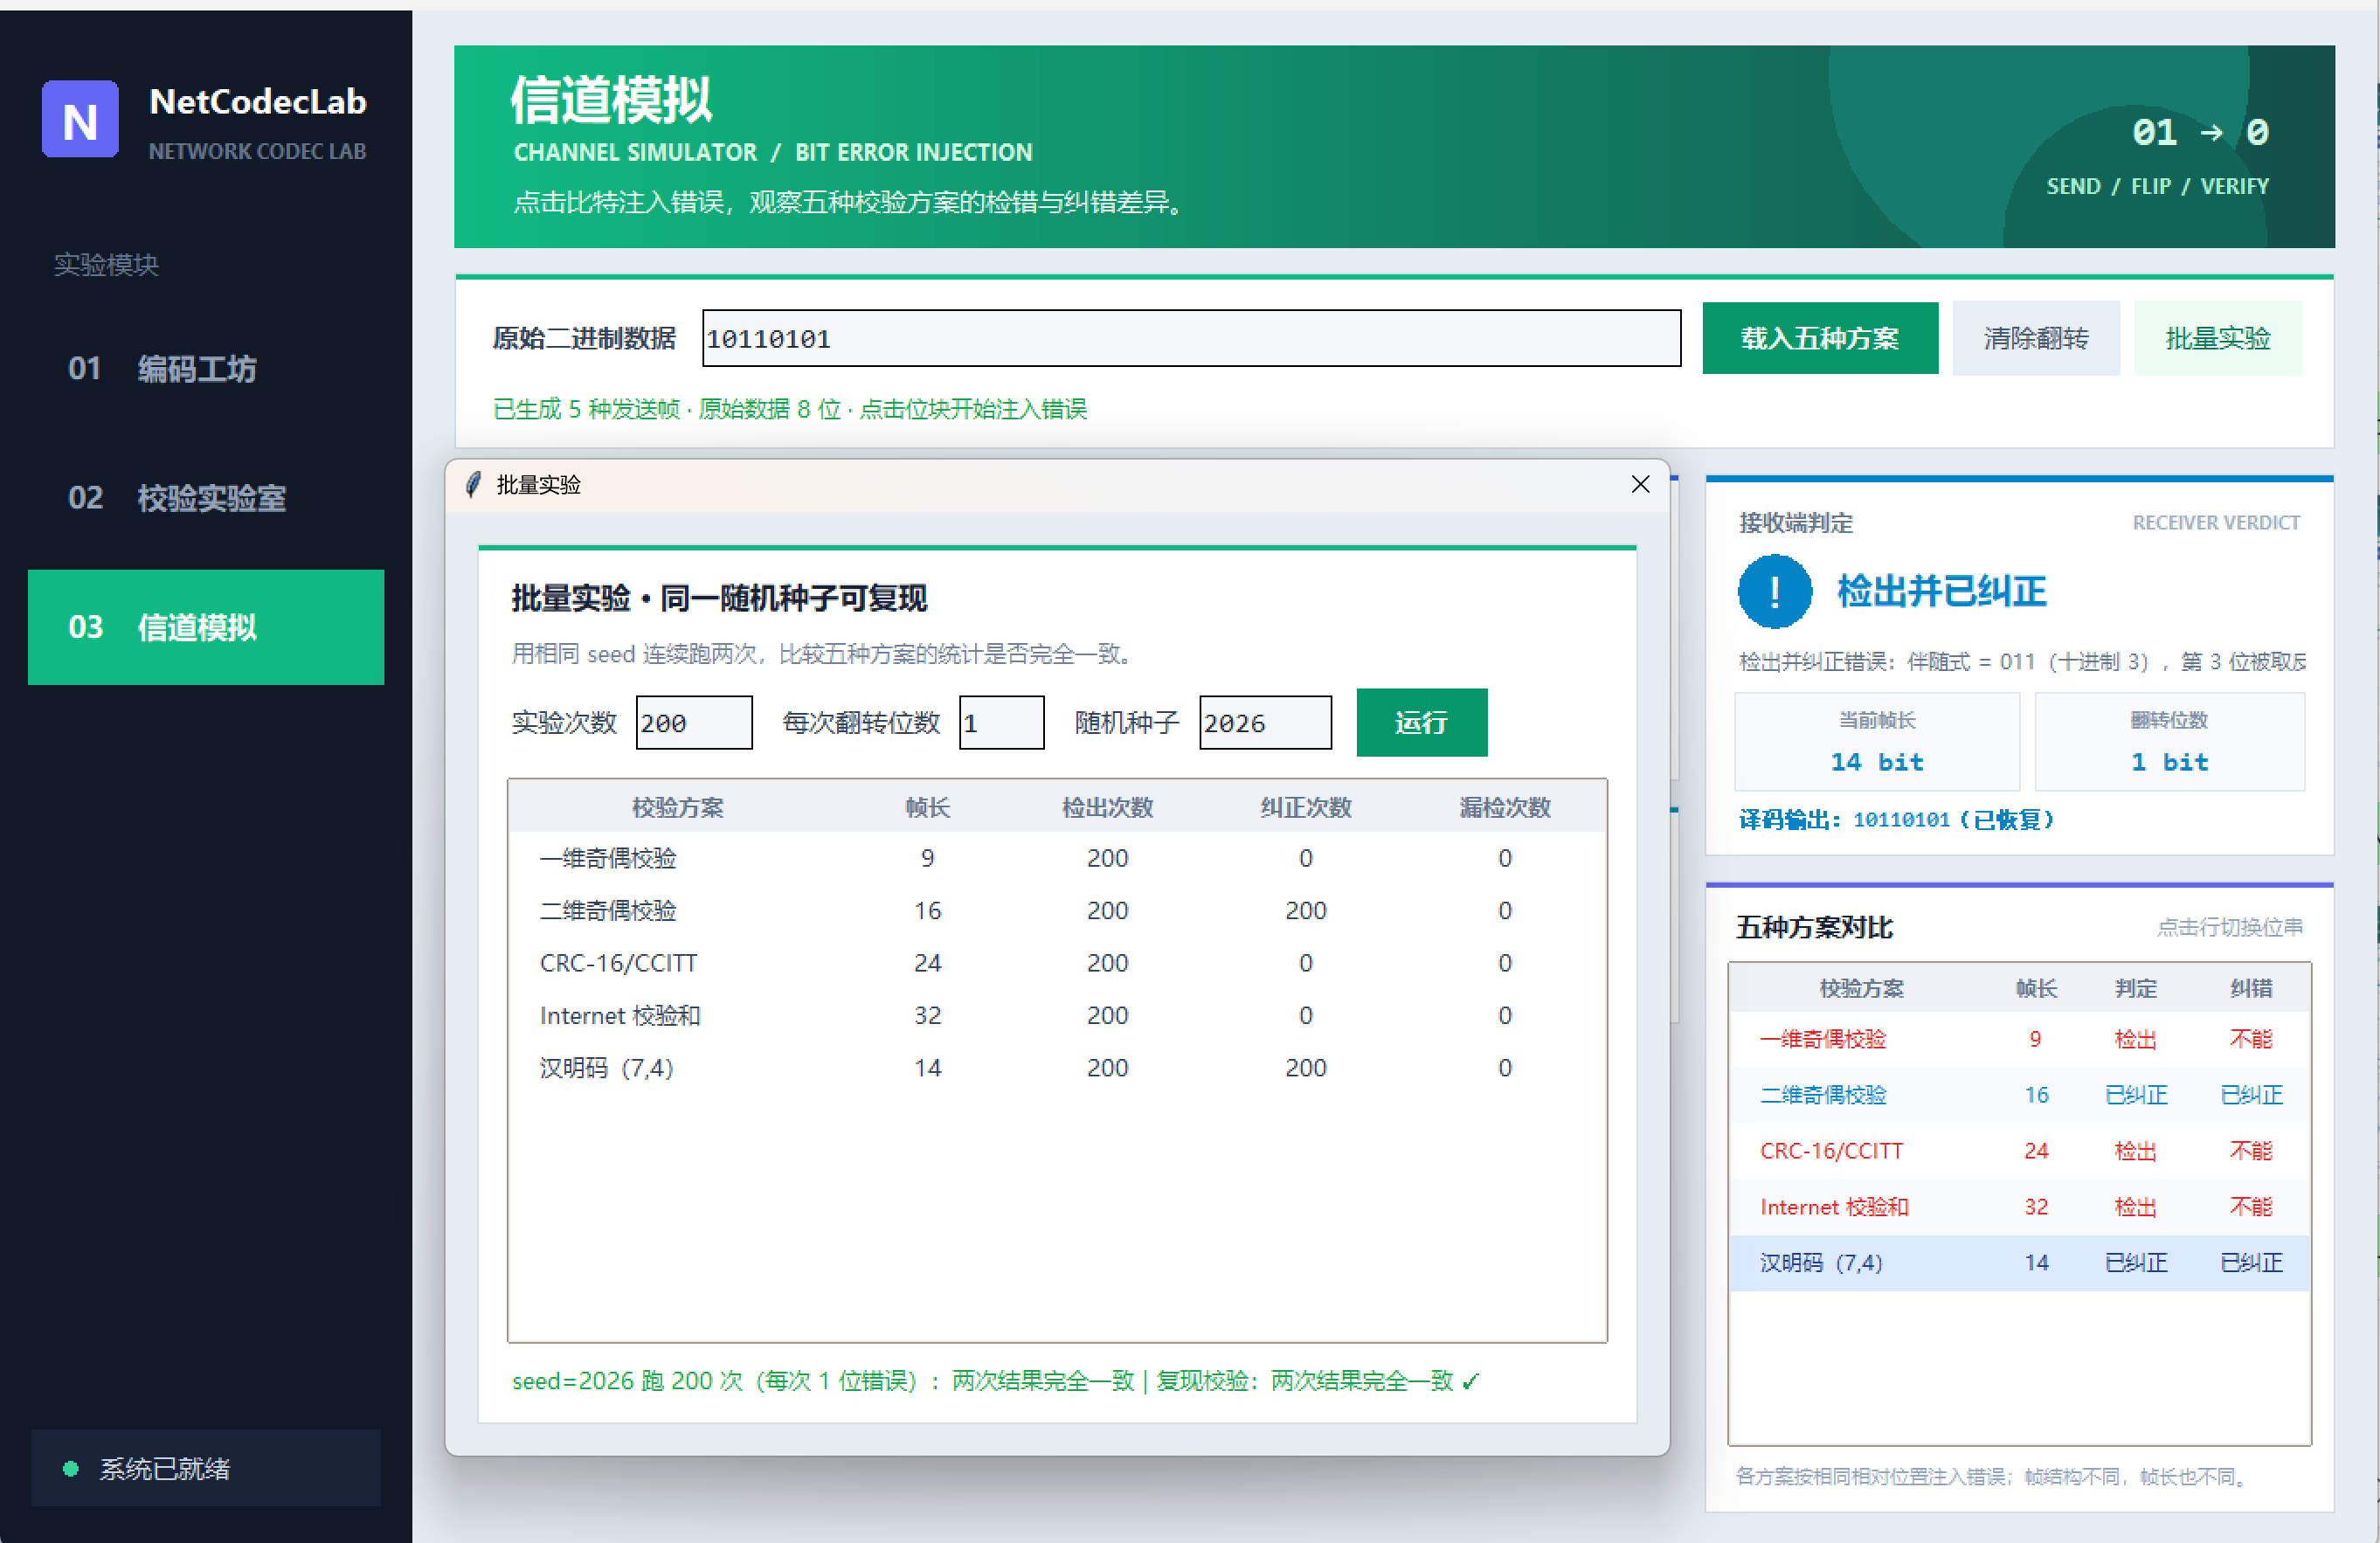 N
NetCodecLab
NETWORK CODEC LAB
实验模块
01 编码工坊
02 校验实验室
03 信道模拟
系统已就绪
信道模拟
CHANNEL SIMULATOR / BIT ERROR INJECTION
点击比特注入错误，观察五种校验方案的检错与纠错差异。
01 → 0
SEND / FLIP / VERIFY
原始二进制数据 10110101 载入五种方案 清除翻转 批量实验
已生成 5 种发送帧 · 原始数据 8 位 · 点击位块开始注入错误
批量实验
批量实验 • 同一随机种子可复现
用相同 seed 连续跑两次，比较五种方案的统计是否完全一致。
实验次数 200 每次翻转位数 1 随机种子 2026 运行
校验方案 帧长 检出次数 纠正次数 漏检次数
一维奇偶校验 9 200 0 0
二维奇偶校验 16 200 200 0
CRC-16/CCITT 24 200 0 0
Internet 校验和 32 200 0 0
汉明码 (7,4) 14 200 200 0
seed=2026 跑 200 次（每次 1 位错误）：两次结果完全一致 | 复现校验：两次结果完全一致 ✓
接收端判定 RECEIVER VERDICT
! 检出并已纠正
检出并纠正错误：伴随式 = 011（十进制 3），第 3 位被取反
当前帧长 翻转位数
14 bit 1 bit
译码输出：10110101（已恢复）
五种方案对比 点击行切换位串
校验方案 帧长 判定 纠错
一维奇偶校验 9 检出 不能
二维奇偶校验 16 已纠正 已纠正
CRC-16/CCITT 24 检出 不能
Internet 校验和 32 检出 不能
汉明码 (7,4) 14 已纠正 已纠正
各方案按相同相对位置注入错误；帧结构不同，帧长也不同。